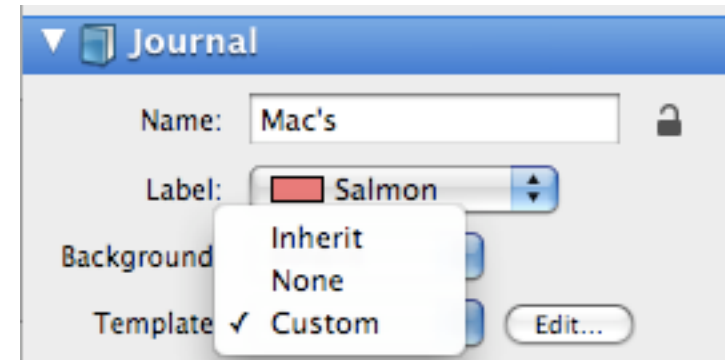 Journal
Name: Mac's
Label: Salmon
Inherit
Background
None
Template ✓ Custom Edit...